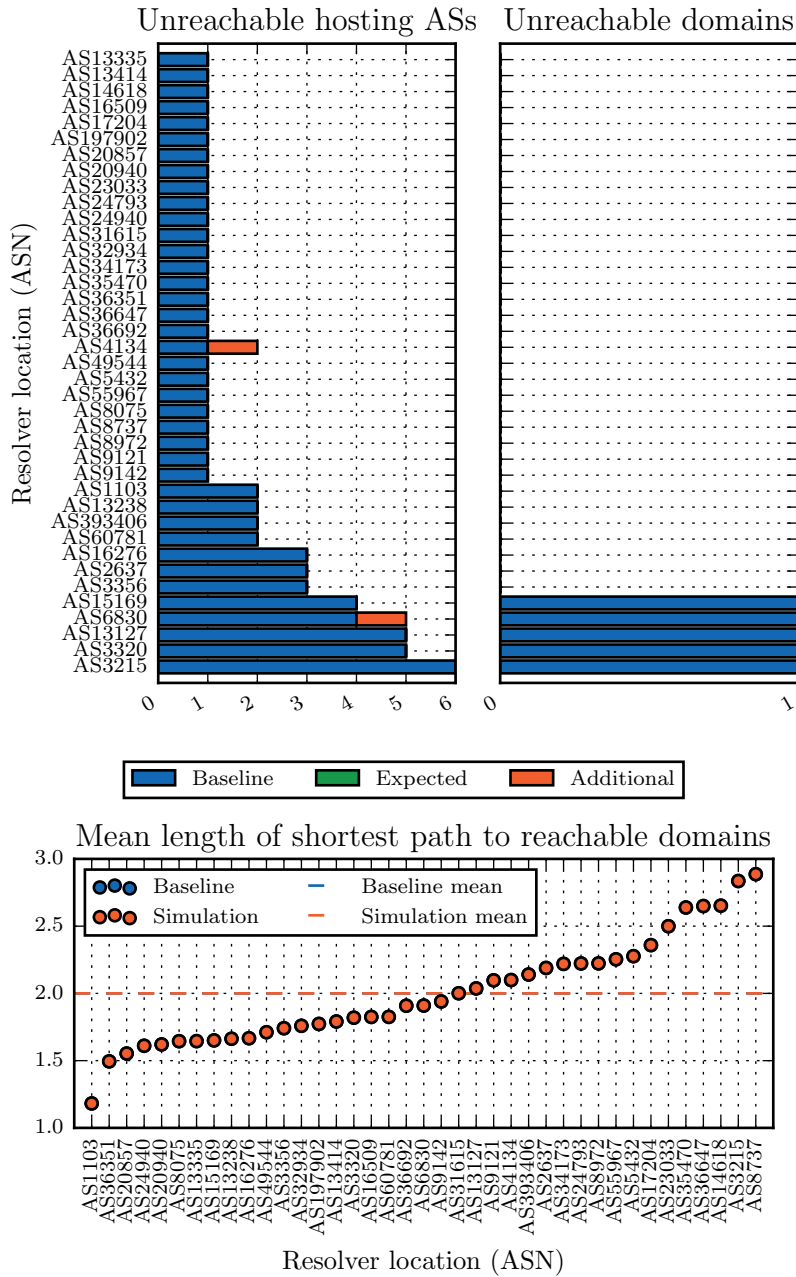 Unreachable hosting ASs
Unreachable domains
Resolver location (ASN)
AS13335
AS13414
AS14618
AS16509
AS17204
AS197902
AS20857
AS20940
AS23033
AS24793
AS24940
AS31615
AS32934
AS34173
AS35470
AS36351
AS36647
AS36692
AS4134
AS49544
AS5432
AS55967
AS8075
AS8737
AS8972
AS9121
AS9142
AS1103
AS13238
AS393406
AS60781
AS16276
AS2637
AS3356
AS15169
AS6830
AS13127
AS3320
AS3215
0 1 2 3 4 5 6
0 1
Baseline Expected Additional
Mean length of shortest path to reachable domains
3.0
2.5
2.0
1.5
1.0
Baseline Baseline mean
Simulation Simulation mean
AS1103
AS36351
AS20857
AS24940
AS20940
AS8075
AS13335
AS15169
AS13238
AS16276
AS49544
AS3356
AS32934
AS197902
AS13414
AS3320
AS16509
AS60781
AS36692
AS6830
AS9142
AS31615
AS13127
AS9121
AS4134
AS393406
AS2637
AS34173
AS24793
AS8972
AS55967
AS5432
AS17204
AS23033
AS35470
AS36647
AS14618
AS3215
AS8737
Resolver location (ASN)